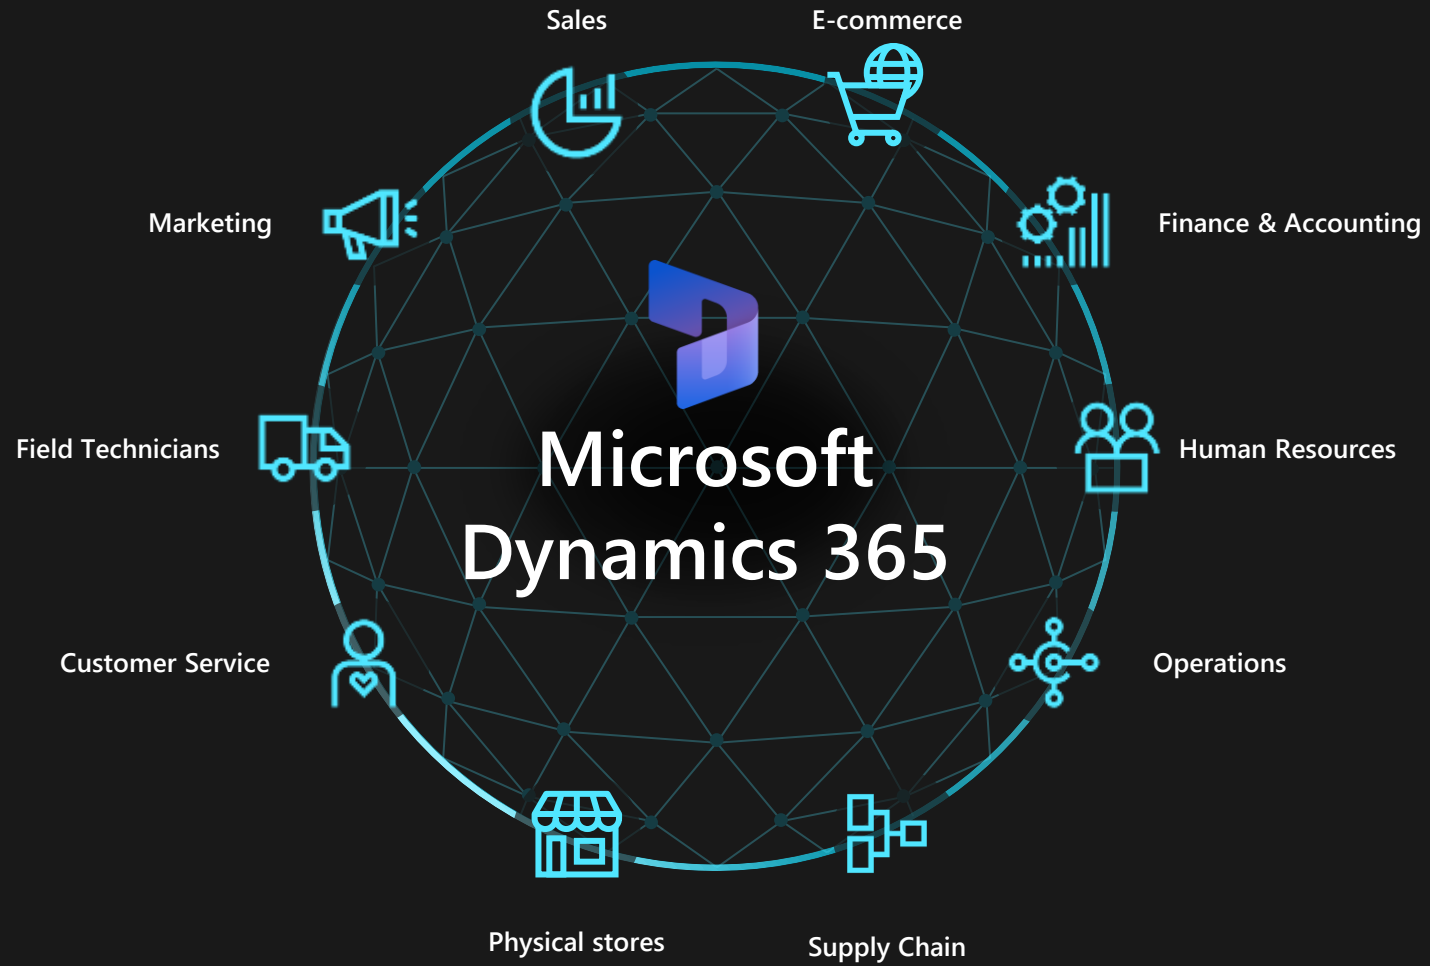 Sales
E-commerce
Marketing
Finance & Accounting
Field Technicians
Human Resources
Microsoft
Dynamics 365
Customer Service
Operations
Physical stores
Supply Chain